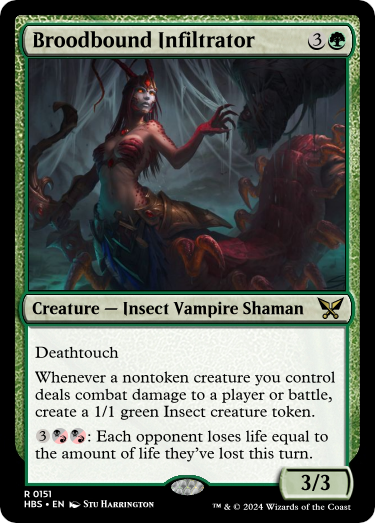 Broodbound Infiltrator 3
Creature — Insect Vampire Shaman
Deathtouch
Whenever a nontoken creature you control
deals combat damage to a player or battle,
create a 1/1 green Insect creature token.
3: Each opponent loses life equal to
the amount of life they've lost this turn.
3/3
R 0151
HBS • EN Stu Harrington
™ & © 2024 Wizards of the Coast